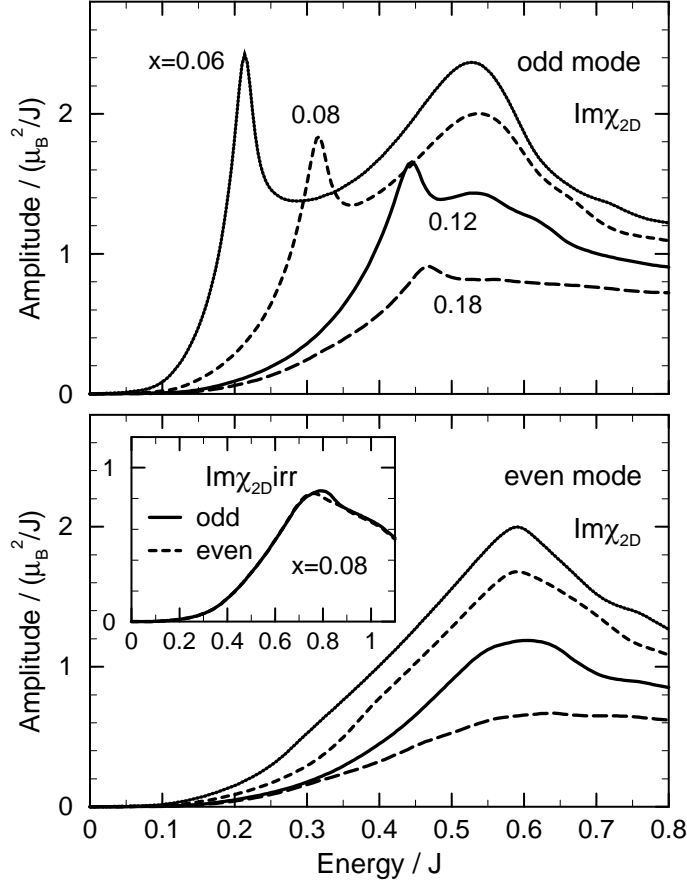 x=0.06
odd mode
0.08
Imχ2D
2
Amplitude / (μB²/J)
1
0.12
0.18
0
1
Imχ2Dirr
even mode
odd
Imχ2D
even
2
x=0.08
0
0 0.2 0.4 0.6 0.8 1
Amplitude / (μB²/J)
1
0
0 0.1 0.2 0.3 0.4 0.5 0.6 0.7 0.8
Energy / J